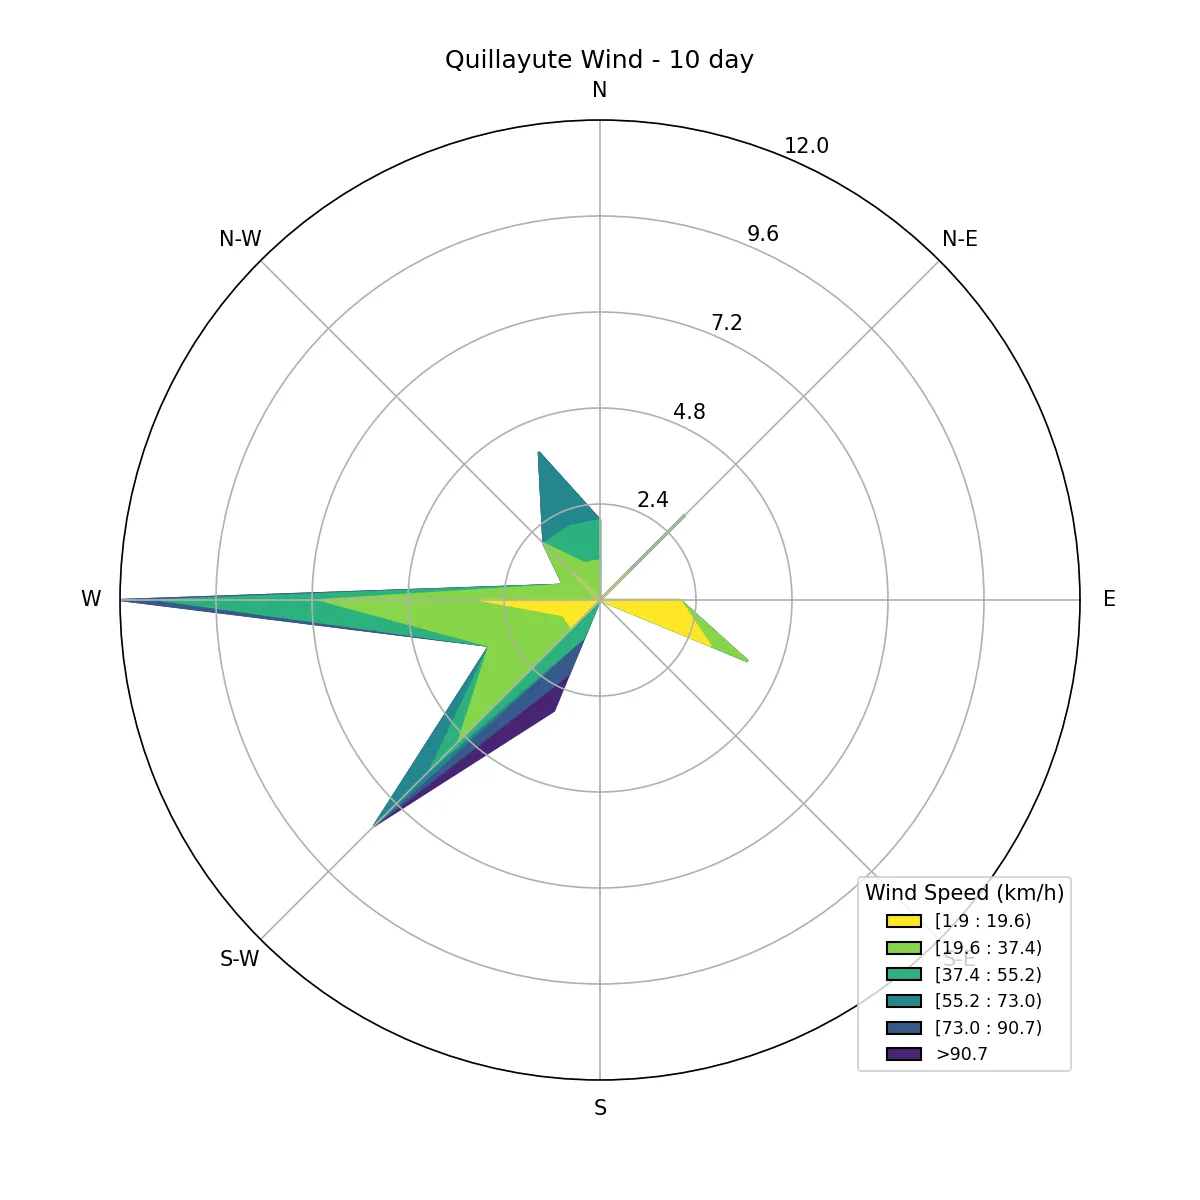 Quillayute Wind - 10 day
N
12.0
N-W
9.6
N-E
7.2
4.8
2.4
W
E
Wind Speed (km/h)
[1.9 : 19.6)
[19.6 : 37.4)
S-W
S-E
[37.4 : 55.2)
[55.2 : 73.0)
[73.0 : 90.7)
>90.7
S